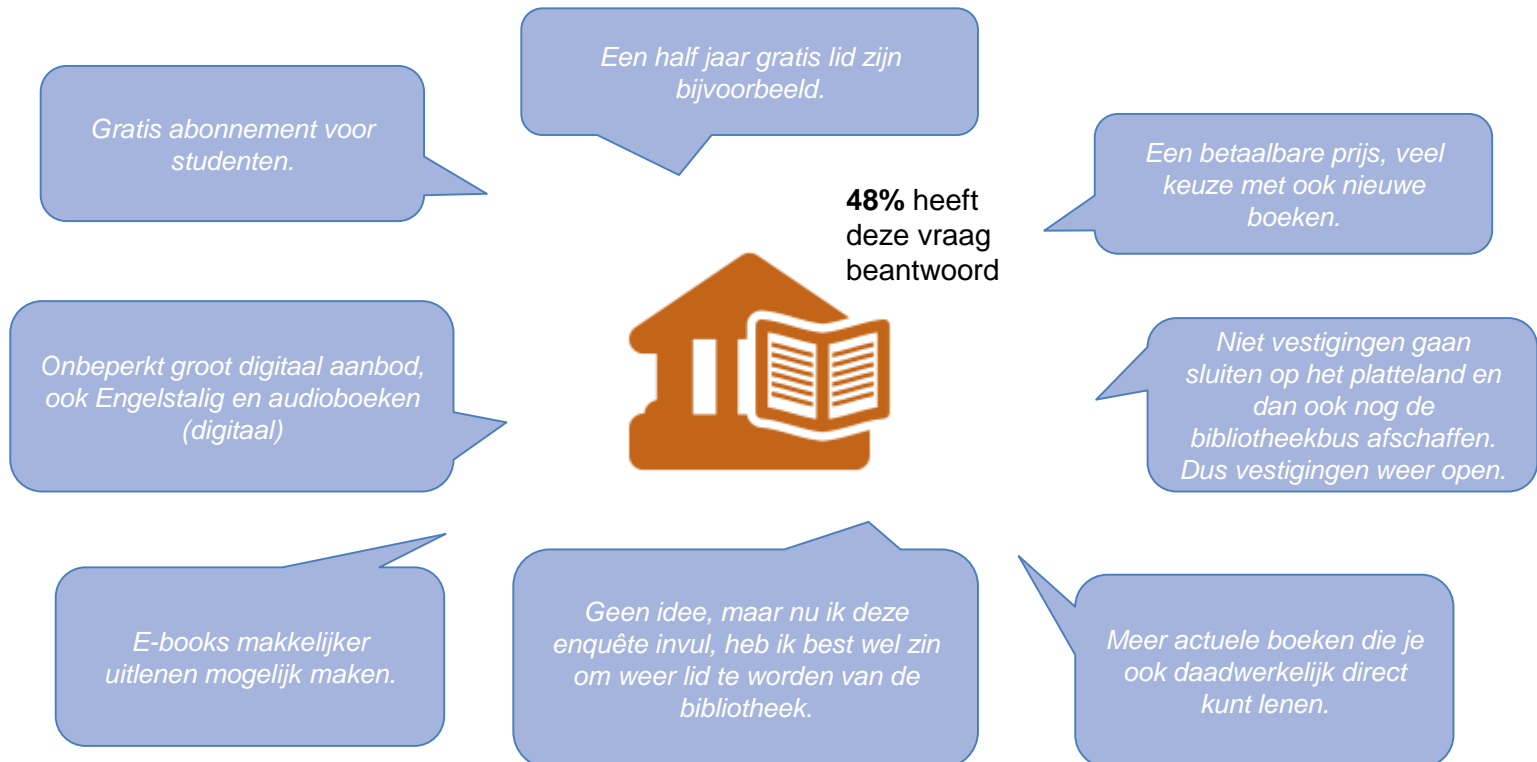 Een half jaar gratis lid zijn
bijvoorbeeld.
Gratis abonnement voor
studenten.
Een betaalbare prijs, veel
keuze met ook nieuwe
boeken.
48% heeft
deze vraag
beantwoord
Onbeperkt groot digitaal aanbod,
ook Engelstalig en audioboeken
(digitaal)
Niet vestigingen gaan
sluiten op het platteland en
dan ook nog de
bibliotheekbus afschaffen.
Dus vestigingen weer open.
E-books makkelijker
uitlenen mogelijk maken.
Geen idee, maar nu ik deze
enquête invul, heb ik best wel zin
om weer lid te worden van de
bibliotheek.
Meer actuele boeken die je
ook daadwerkelijk direct
kunt lenen.